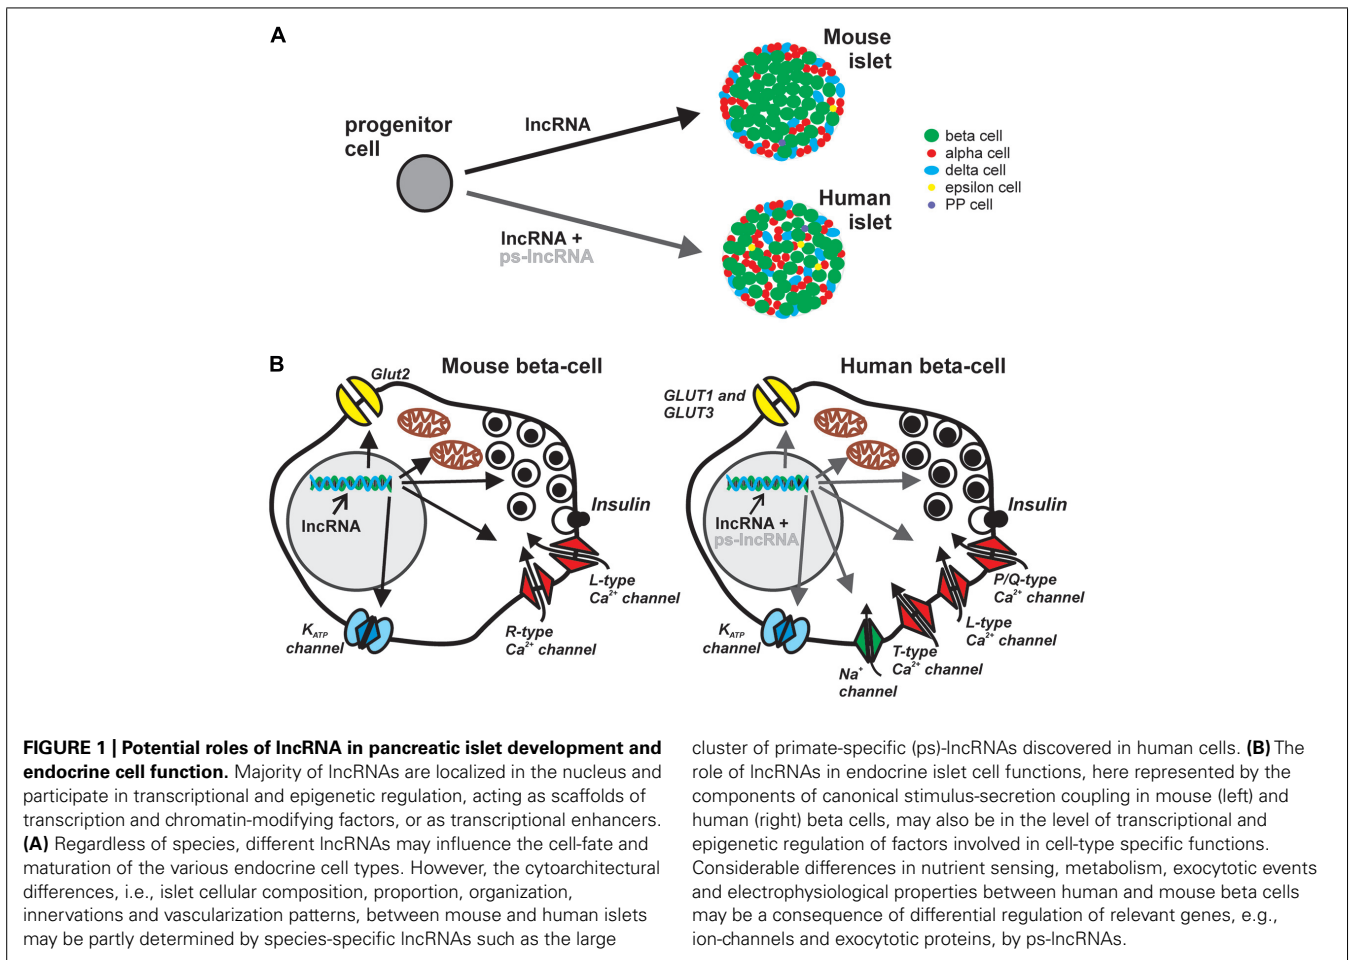 A
Mouse
islet
progenitor
cell
lncRNA
beta cell
alpha cell
delta cell
epsilon cell
PP cell
Human
islet
lncRNA +
ps-lncRNA
B
Mouse beta-cell
Glut2
lncRNA
Insulin
L-type
Ca2+ channel
R-type
Ca2+ channel
KATP
channel
Human beta-cell
GLUT1 and
GLUT3
lncRNA +
ps-lncRNA
Insulin
P/Q-type
Ca2+ channel
L-type
Ca2+ channel
T-type
Ca2+ channel
Na+
channel
KATP
channel
FIGURE 1 | Potential roles of lncRNA in pancreatic islet development and
endocrine cell function. Majority of lncRNAs are localized in the nucleus and
participate in transcriptional and epigenetic regulation, acting as scaffolds of
transcription and chromatin-modifying factors, or as transcriptional enhancers.
(A) Regardless of species, different lncRNAs may influence the cell-fate and
maturation of the various endocrine cell types. However, the cytoarchitectural
differences, i.e., islet cellular composition, proportion, organization,
innervations and vascularization patterns, between mouse and human islets
may be partly determined by species-specific lncRNAs such as the large
cluster of primate-specific (ps)-lncRNAs discovered in human cells. (B) The
role of lncRNAs in endocrine islet cell functions, here represented by the
components of canonical stimulus-secretion coupling in mouse (left) and
human (right) beta cells, may also be in the level of transcriptional and
epigenetic regulation of factors involved in cell-type specific functions.
Considerable differences in nutrient sensing, metabolism, exocytotic events
and electrophysiological properties between human and mouse beta cells
may be a consequence of differential regulation of relevant genes, e.g.,
ion-channels and exocytotic proteins, by ps-lncRNAs.